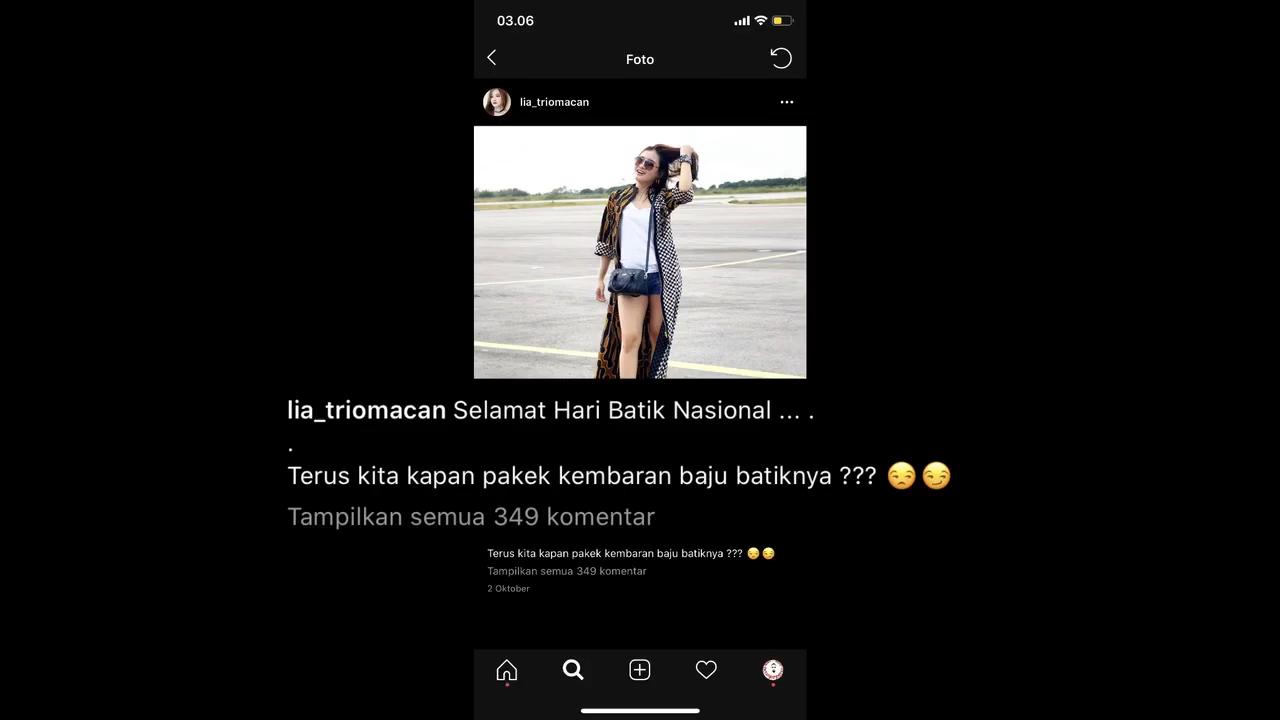 03.06
Foto
lia_triomacan
lia_triomacan Selamat Hari Batik Nasional ... .
.
Terus kita kapan pakek kembaran baju batiknya ??? 😒😏
Tampilkan semua 349 komentar
Terus kita kapan pakek kembaran baju batiknya ??? 😒😏
Tampilkan semua 349 komentar
2 Oktober